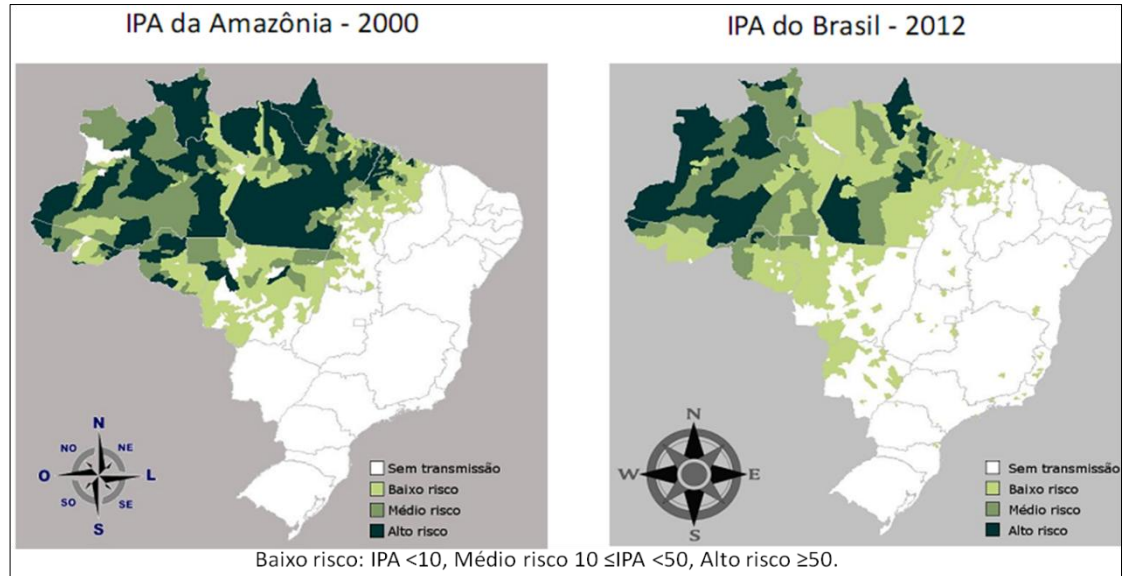 IPA da Amazônia - 2000
IPA do Brasil - 2012
N
NO NE
O L
SO SE
S
Sem transmissão
Baixo risco
Médio risco
Alto risco
N
W E
S
Sem transmissão
Baixo risco
Médio risco
Alto risco
Baixo risco: IPA <10, Médio risco 10 ≤IPA <50, Alto risco ≥50.